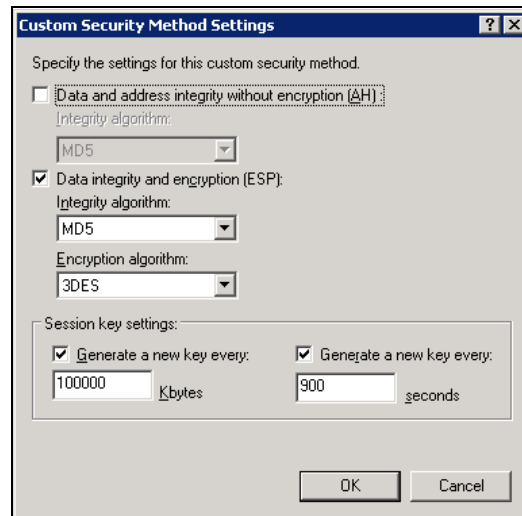 Custom Security Method Settings
Specify the settings for this custom security method.
Data and address integrity without encryption (AH) :
Integrity algorithm:
MD5
Data integrity and encryption (ESP):
Integrity algorithm:
MD5
Encryption algorithm:
3DES
Session key settings:
Generate a new key every: Generate a new key every:
100000 Kbytes 900 seconds
OK Cancel